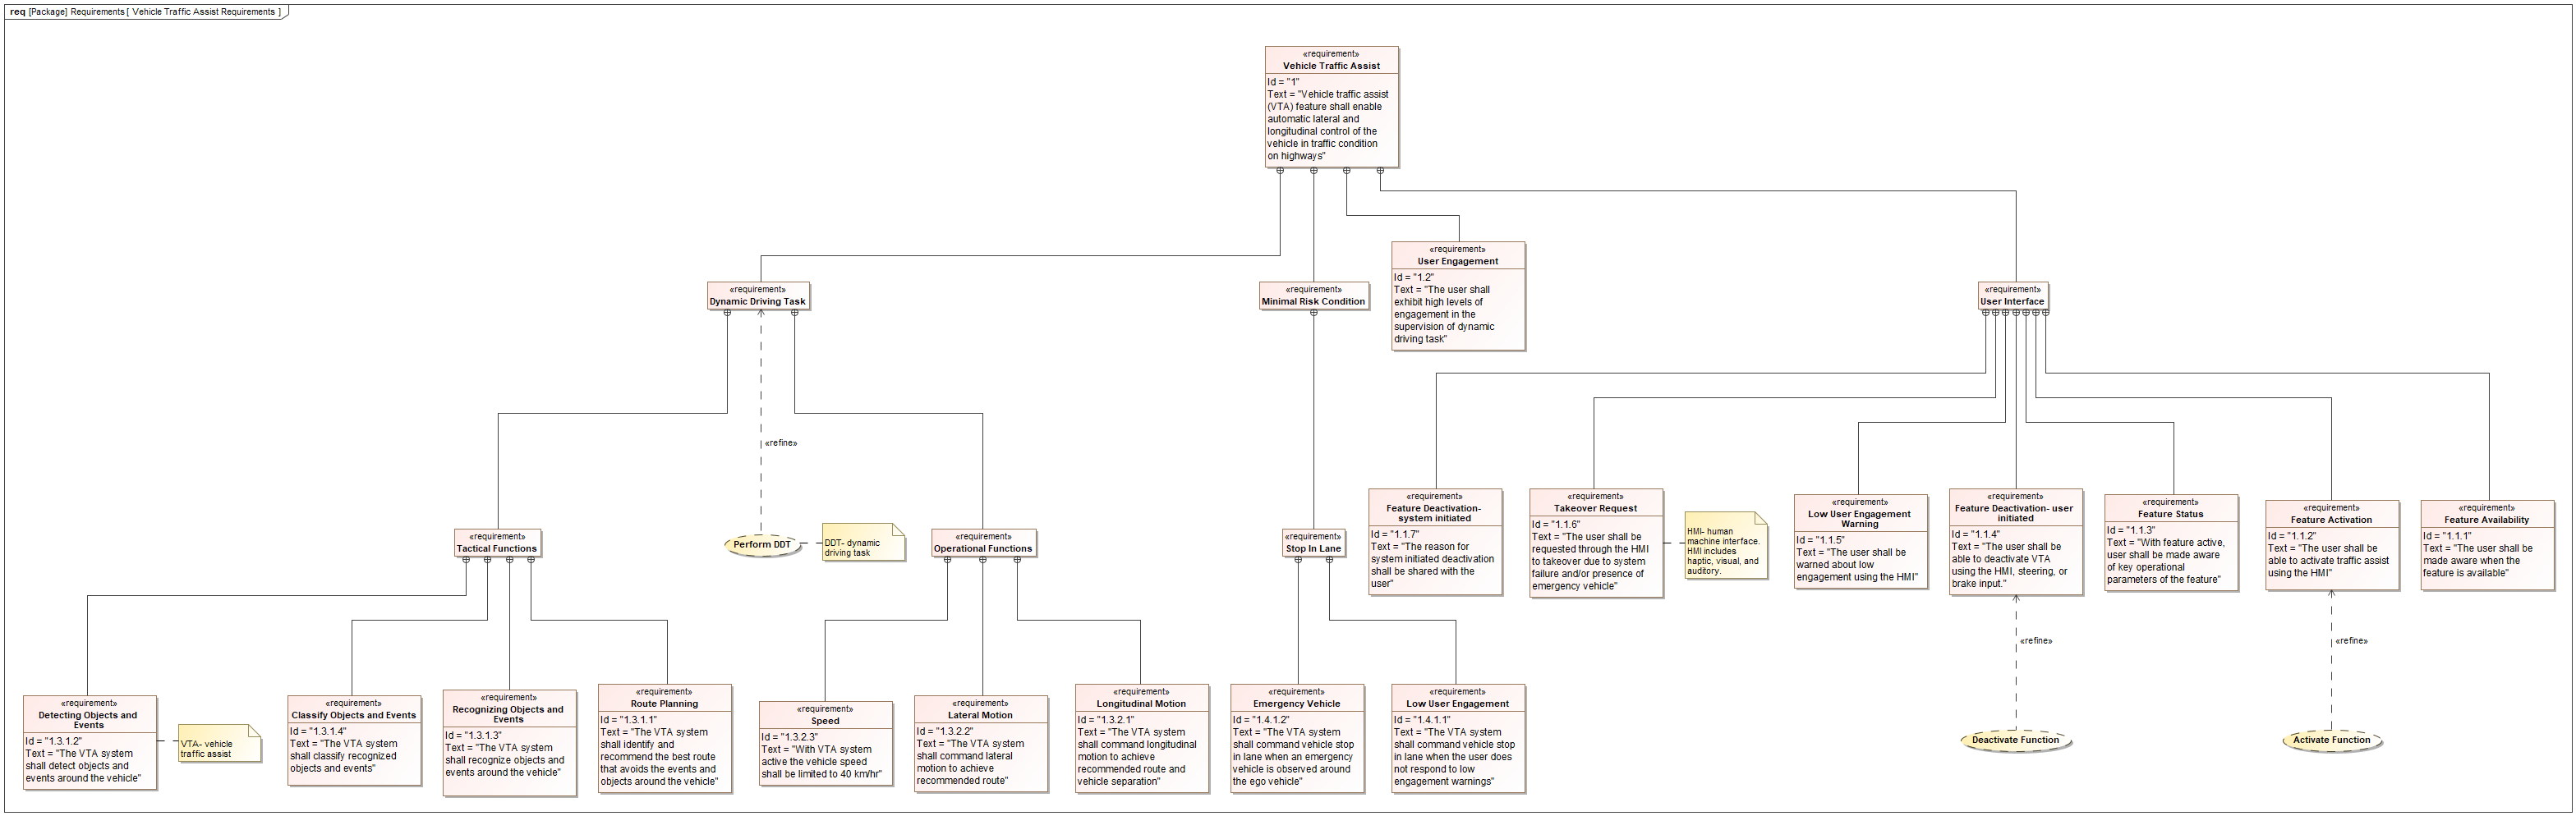 req [Package] Requirements [ Vehicle Traffic Assist Requirements ]
«requirement»
Vehicle Traffic Assist
Id = "1"
Text = "Vehicle traffic assist
(VTA) feature shall enable
automatic lateral and
longitudinal control of the
vehicle in traffic condition
on highways"
«requirement»
Dynamic Driving Task
«requirement»
Minimal Risk Condition
«requirement»
User Engagement
Id = "1.2"
Text = "The user shall
exhibit high levels of
engagement in the
supervision of dynamic
driving task"
«requirement»
User Interface
«refine»
«requirement»
Tactical Functions
Perform DDT
DDT- dynamic
driving task
«requirement»
Operational Functions
«requirement»
Stop In Lane
«requirement»
Feature Deactivation-
system initiated
Id = "1.1.7"
Text = "The reason for
system initiated deactivation
shall be shared with the
user"
«requirement»
Takeover Request
Id = "1.1.6"
Text = "The user shall be
requested through the HMI
to takeover due to system
failure and/or presence of
emergency vehicle"
HMI- human
machine interface.
HMI includes
haptic, visual, and
auditory.
«requirement»
Low User Engagement
Warning
Id = "1.1.5"
Text = "The user shall be
warned about low
engagement using the HMI"
«requirement»
Feature Deactivation- user
initiated
Id = "1.1.4"
Text = "The user shall be
able to deactivate VTA
using the HMI, steering, or
brake input."
«requirement»
Feature Status
Id = "1.1.3"
Text = "With feature active,
user shall be made aware
of key operational
parameters of the feature"
«requirement»
Feature Activation
Id = "1.1.2"
Text = "The user shall be
able to activate traffic assist
using the HMI"
«requirement»
Feature Availability
Id = "1.1.1"
Text = "The user shall be
made aware when the
feature is available"
«refine»
«refine»
«requirement»
Detecting Objects and
Events
Id = "1.3.1.2"
Text = "The VTA system
shall detect objects and
events around the vehicle"
VTA- vehicle
traffic assist
«requirement»
Classify Objects and Events
Id = "1.3.1.4"
Text = "The VTA system
shall classify recognized
objects and events"
«requirement»
Recognizing Objects and
Events
Id = "1.3.1.3"
Text = "The VTA system
shall recognize objects and
events around the vehicle"
«requirement»
Route Planning
Id = "1.3.1.1"
Text = "The VTA system
shall identify and
recommend the best route
that avoids the events and
objects around the vehicle"
«requirement»
Speed
Id = "1.3.2.3"
Text = "With VTA system
active the vehicle speed
shall be limited to 40 km/hr"
«requirement»
Lateral Motion
Id = "1.3.2.2"
Text = "The VTA system
shall command lateral
motion to achieve
recommended route"
«requirement»
Longitudinal Motion
Id = "1.3.2.1"
Text = "The VTA system
shall command longitudinal
motion to achieve
recommended route and
vehicle separation"
«requirement»
Emergency Vehicle
Id = "1.4.1.2"
Text = "The VTA system
shall command vehicle stop
in lane when an emergency
vehicle is observed around
the ego vehicle"
«requirement»
Low User Engagement
Id = "1.4.1.1"
Text = "The VTA system
shall command vehicle stop
in lane when the user does
not respond to low
engagement warnings"
Deactivate Function
Activate Function